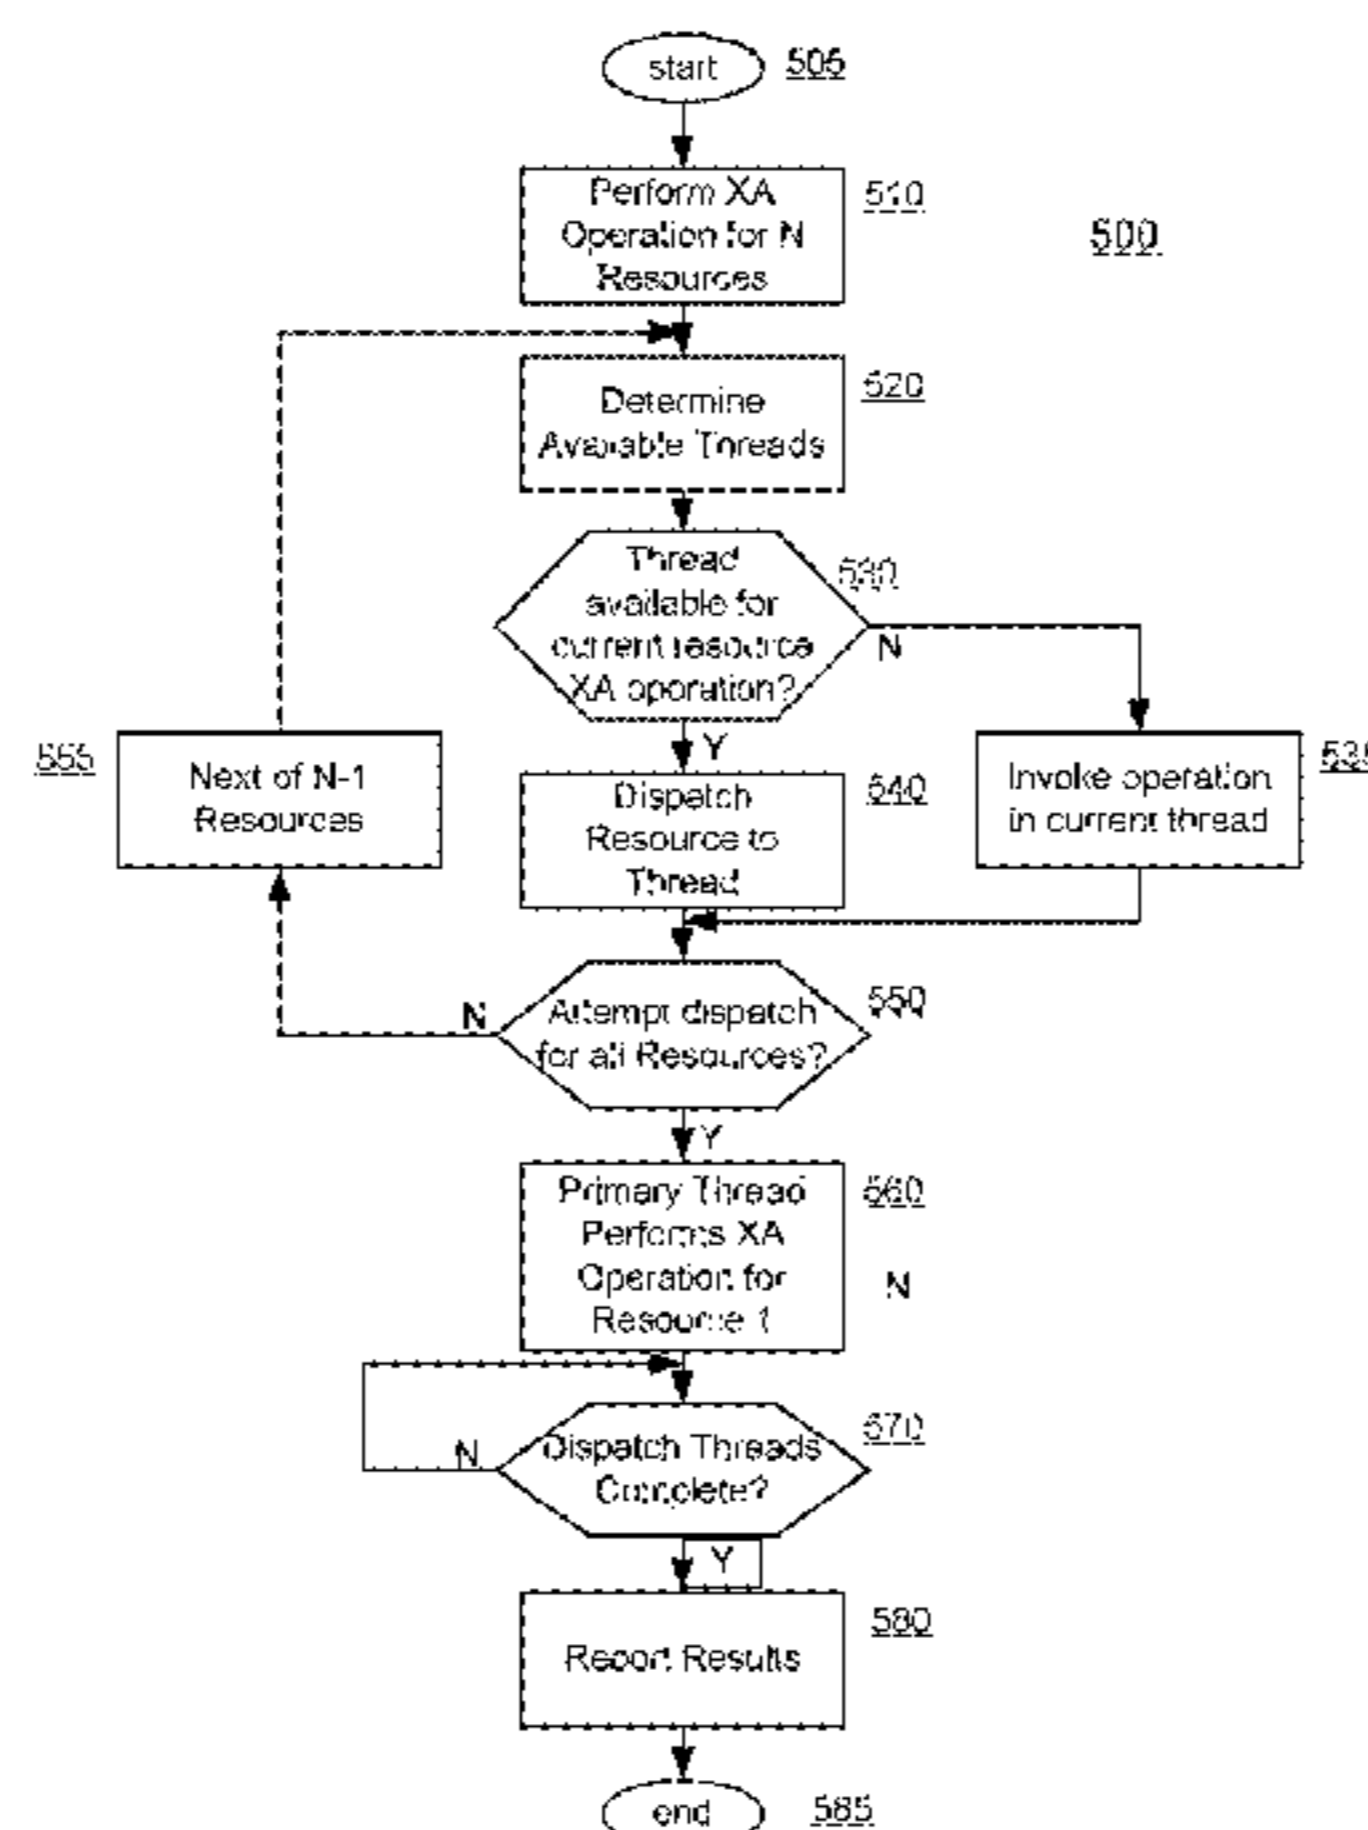 start 505
Perform XA 510
Operation for N 500
Resources
Determine 520
Available Threads
Thread 530
available for
current resource N
XA operation?
Y
555 Next of N-1
Resources
Dispatch 540
Resource to
Thread
Invoke operation
in current thread
N Attempt dispatch 550
for all Resources?
Y
Primary Thread 560
Performs XA
Operation for N
Resource 1
N Dispatch Threads 570
Complete?
Y
Report Results 580
end 585